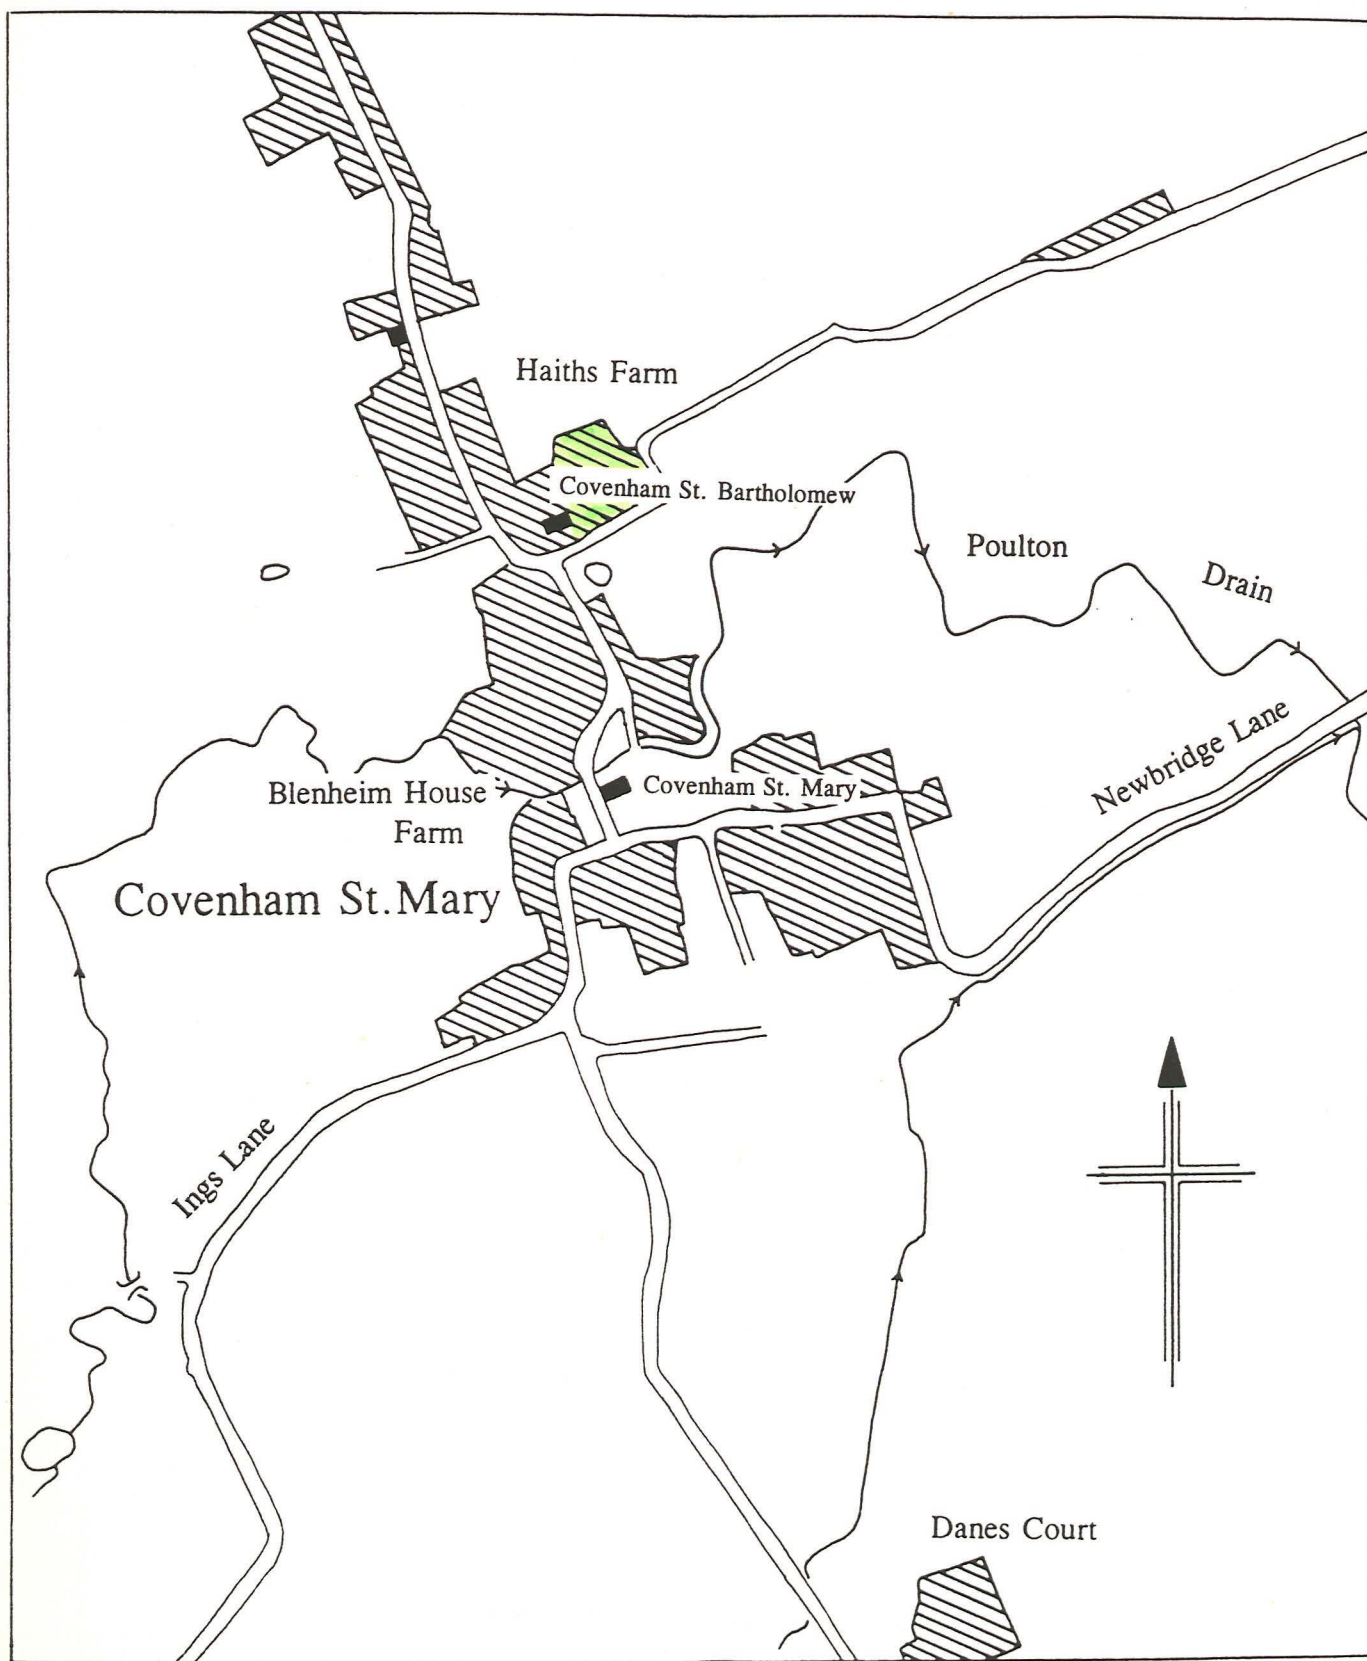 Haiths Farm
Covenham St. Bartholomew
Poulton
Drain
Newbridge Lane
Blenheim House
Farm
Covenham St. Mary
Covenham St. Mary
Ings Lane
Danes Court